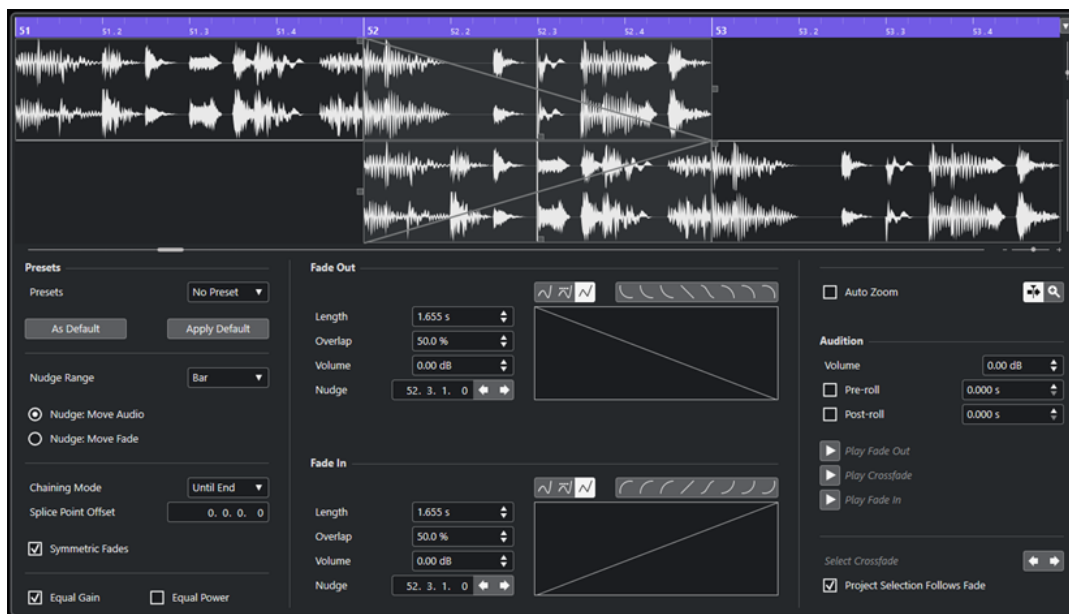 51 51.2 51.3 51.4 52 52.2 52.3 52.4 53 53.2 53.3 53.4
Presets
Presets No Preset
As Default Apply Default
Nudge Range Bar
Nudge: Move Audio
Nudge: Move Fade
Chaining Mode Until End
Splice Point Offset 0. 0. 0. 0
Symmetric Fades
Equal Gain Equal Power
Fade Out
Length 1.655 s
Overlap 50.0 %
Volume 0.00 dB
Nudge 52. 3. 1. 0
Fade In
Length 1.655 s
Overlap 50.0 %
Volume 0.00 dB
Nudge 52. 3. 1. 0
Auto Zoom
Audition
Volume 0.00 dB
Pre-roll 0.000 s
Post-roll 0.000 s
Play Fade Out
Play Crossfade
Play Fade In
Select Crossfade
Project Selection Follows Fade